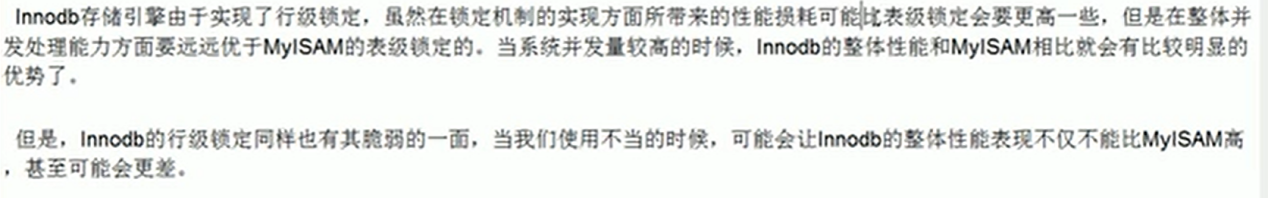 Innodb存储引擎由于实现了行级锁定，虽然在锁定机制的实现方面所带来的性能损耗可能比表级锁定会要更高一些，但是在整体并
发处理能力方面要远远优于MyISAM的表级锁定的。当系统并发量较高的时候，Innodb的整体性能和MyISAM相比就会有比较明显的
优势了。
但是，Innodb的行级锁定同样也有其脆弱的一面，当我们使用不当的时候，可能会让Innodb的整体性能表现不仅不能比MyISAM高
，甚至可能会更差。